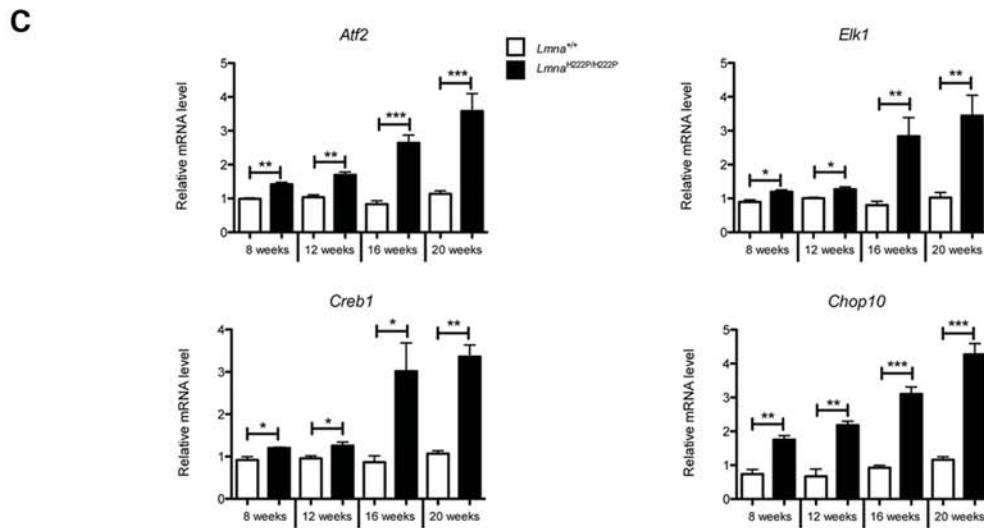 C
Atf2
Lmna+/+
LmnaH222P/H222P
Elk1
Relative mRNA level
5
4
3
2
1
0
**
**
***
***
8 weeks
12 weeks
16 weeks
20 weeks
Relative mRNA level
5
4
3
2
1
0
*
*
**
**
8 weeks
12 weeks
16 weeks
20 weeks
Creb1
Relative mRNA level
4
3
2
1
0
*
*
*
**
8 weeks
12 weeks
16 weeks
20 weeks
Chop10
Relative mRNA level
5
4
3
2
1
0
**
**
***
***
8 weeks
12 weeks
16 weeks
20 weeks